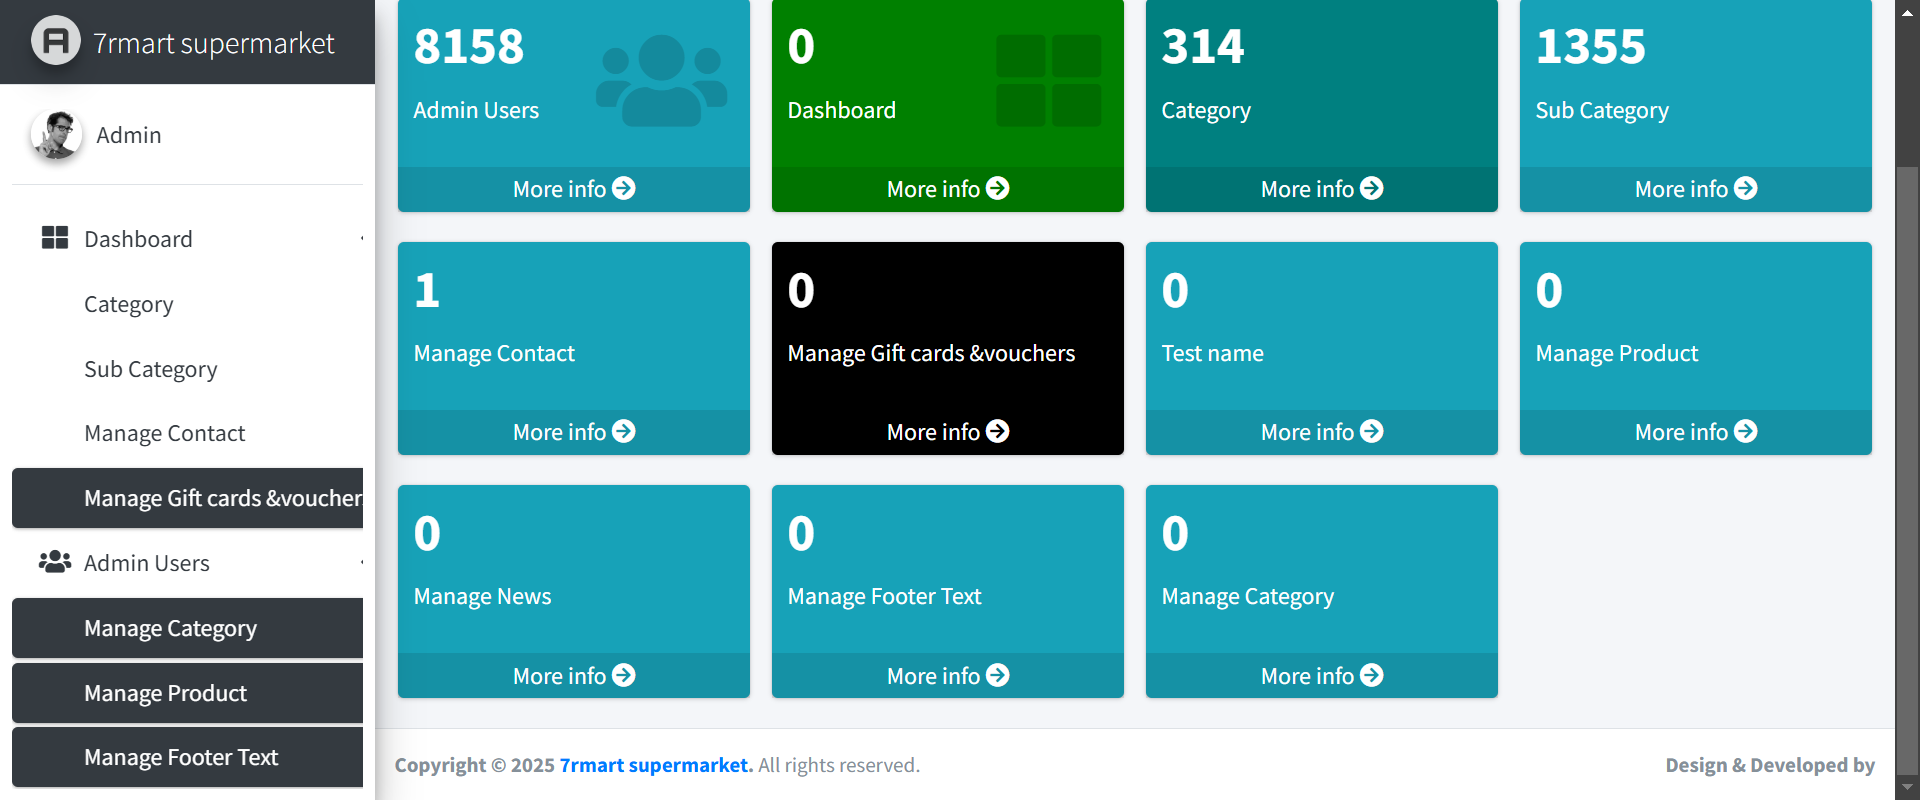 7rmart supermarket
Admin
Dashboard
Category
Sub Category
Manage Contact
Manage Gift cards &voucher
Admin Users
Manage Category
Manage Product
Manage Footer Text
8158
Admin Users
More info
0
Dashboard
More info
314
Category
More info
1355
Sub Category
More info
1
Manage Contact
More info
0
Manage Gift cards &vouchers
More info
0
Test name
More info
0
Manage Product
More info
0
Manage News
More info
0
Manage Footer Text
More info
0
Manage Category
More info
Copyright © 2025 7rmart supermarket. All rights reserved.
Design & Developed by